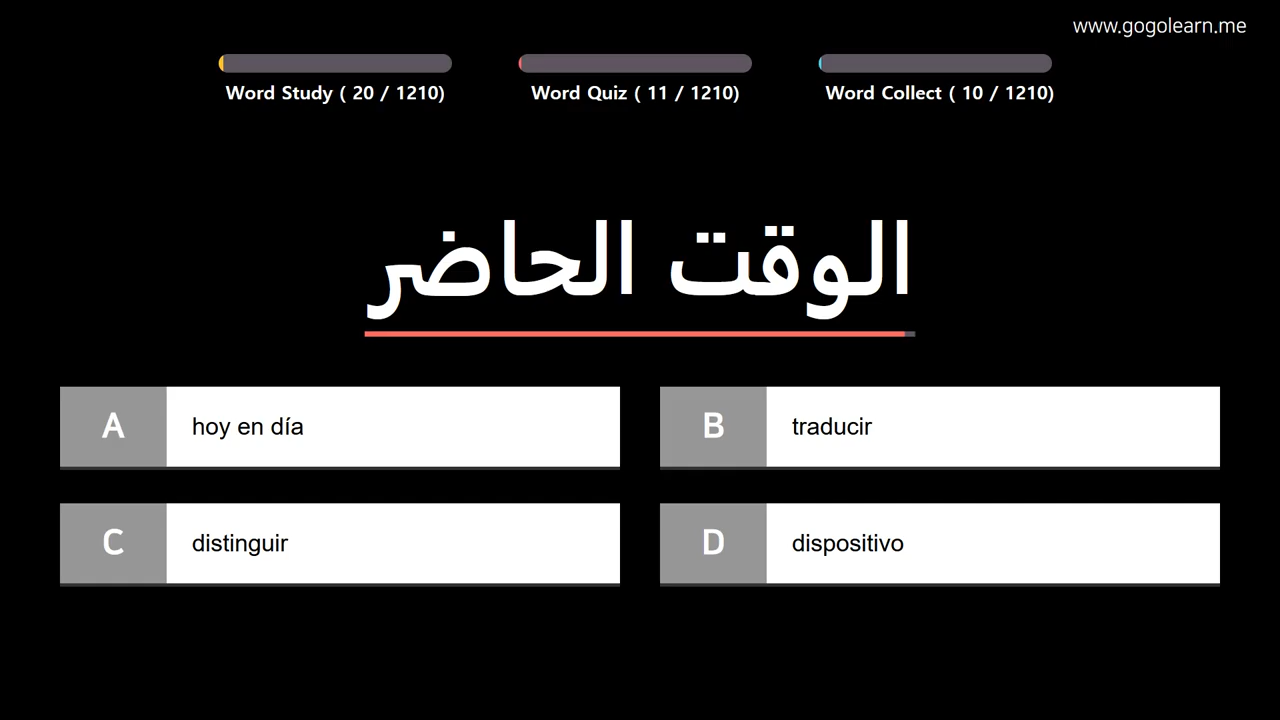 www.gogolearn.me
Word Study ( 20 / 1210)
Word Quiz ( 11 / 1210)
Word Collect ( 10 / 1210)
الوقت الحاضر
A hoy en día
B traducir
C distinguir
D dispositivo